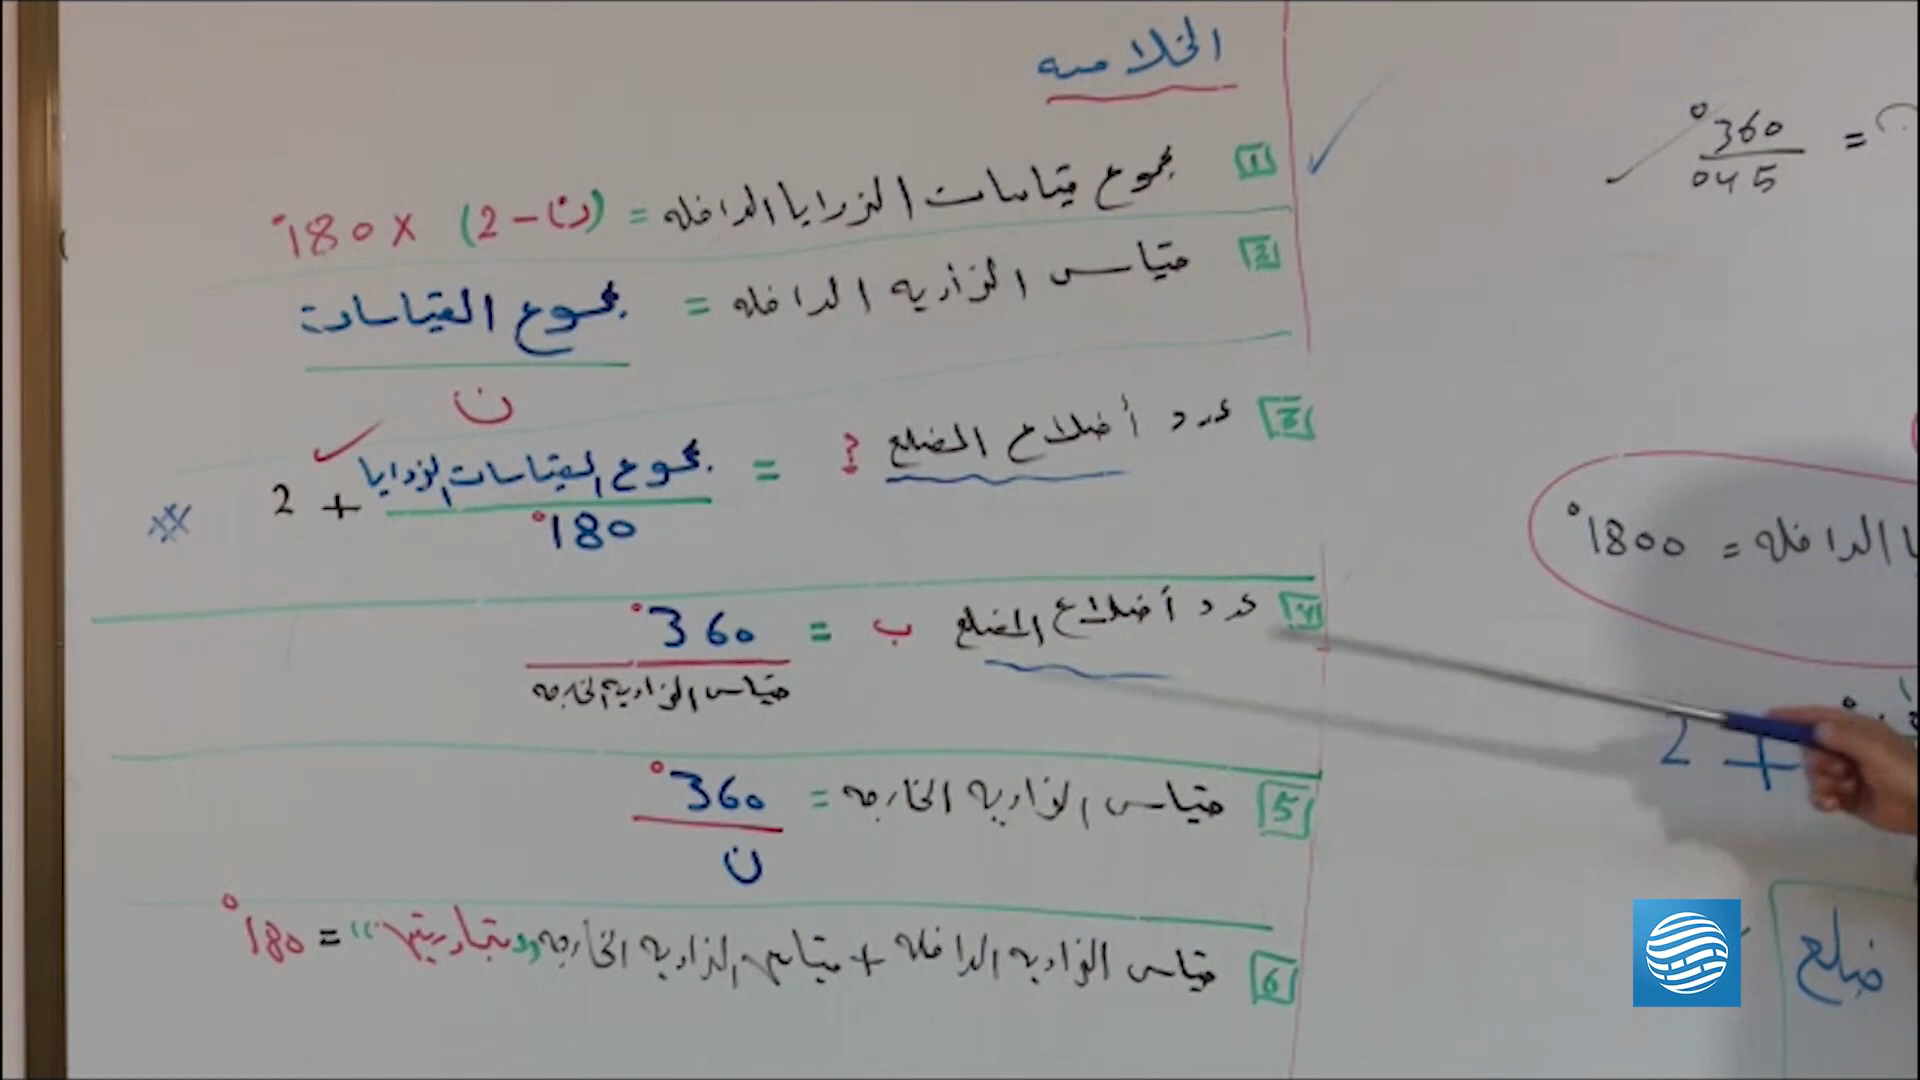 الخلاصه
1 مجموع قياسات الزوايا الداخله = (ن - 2) × 180°
2 قياس الزاويه الداخله = مجموع القياسات
ن
3 عدد أضلاع المضلع ? = مجموع القياسات الزوايا + 2
180°
4 عدد أضلاع المضلع ب = 360°
قياس الزاويه الخارجه
5 قياس الزاويه الخارجه = 360°
ن
6 قياس الزاويه الداخله + قياس الزاويه الخارجه "متجاورتين" = 180°
360° =
045
ا الداخله = 1800°
+ 2
ضلع